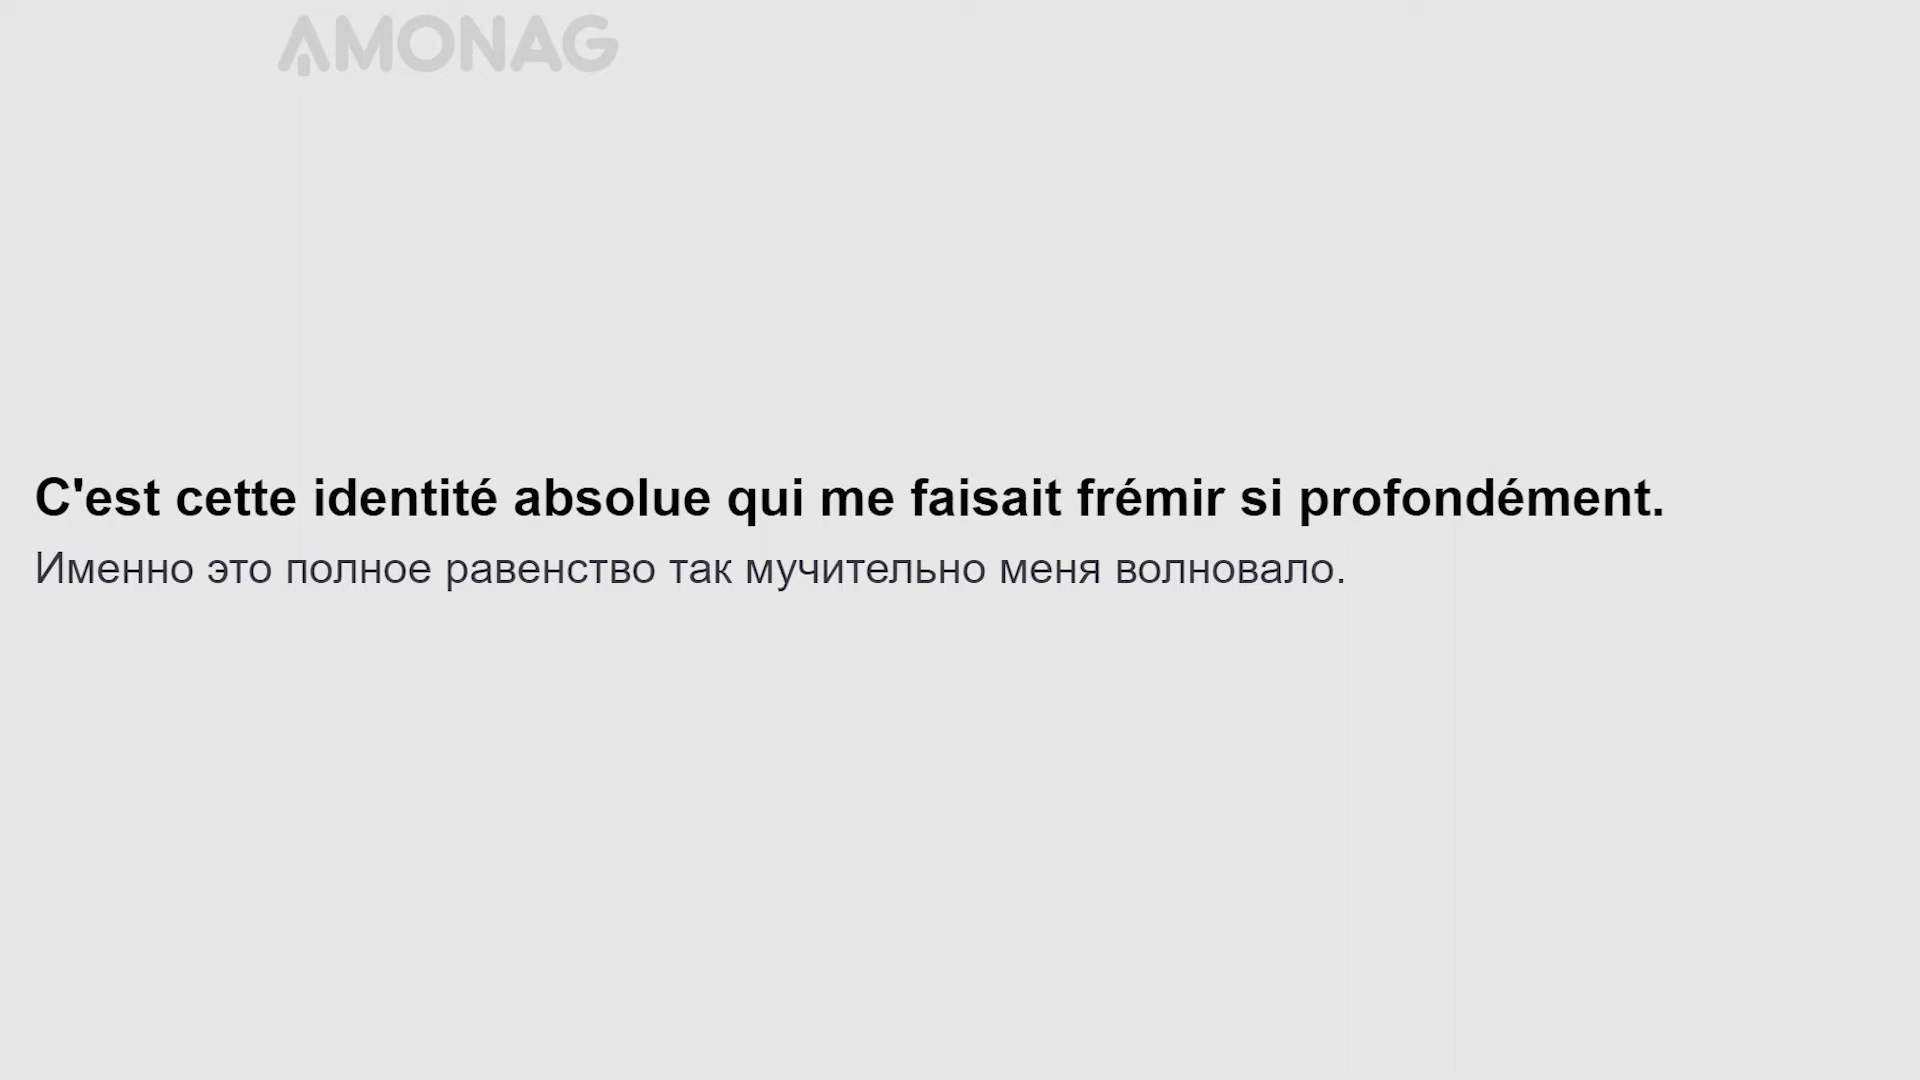 AMONAG
C'est cette identité absolue qui me faisait frémir si profondément.
Именно это полное равенство так мучительно меня волновало.